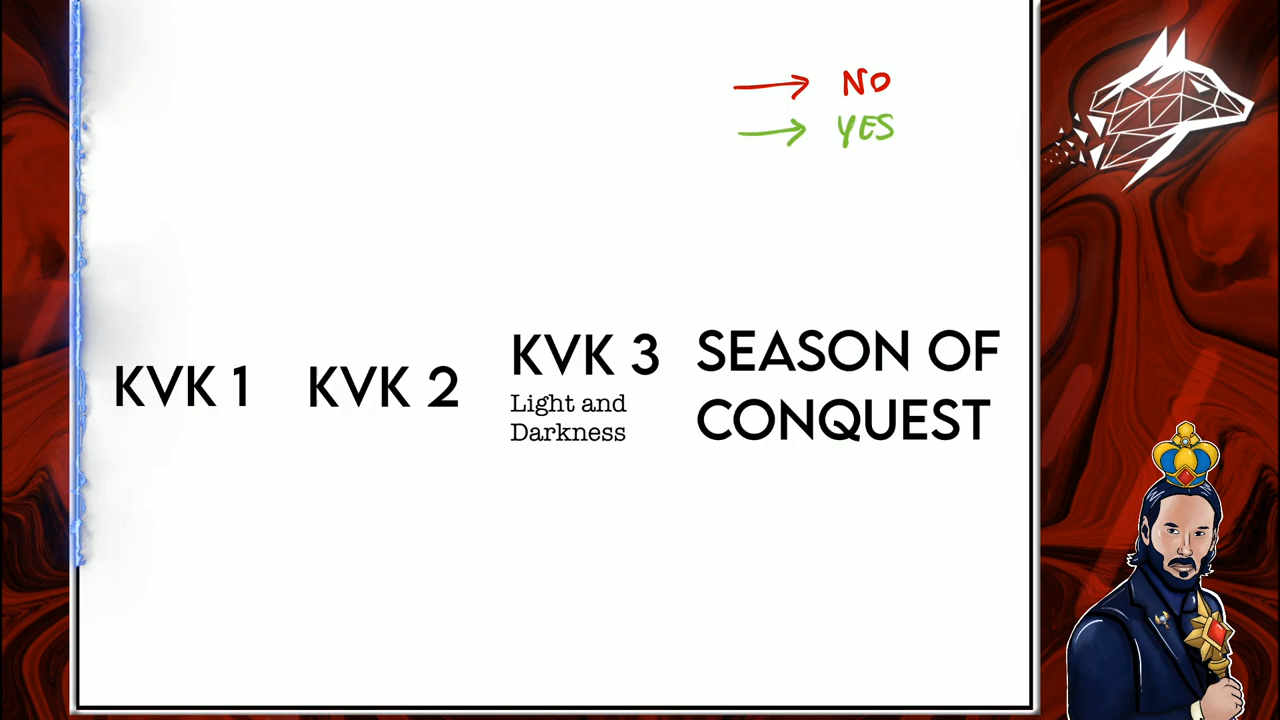 → NO
→ YES
KVK 1
KVK 2
KVK 3
Light and
Darkness
SEASON OF
CONQUEST